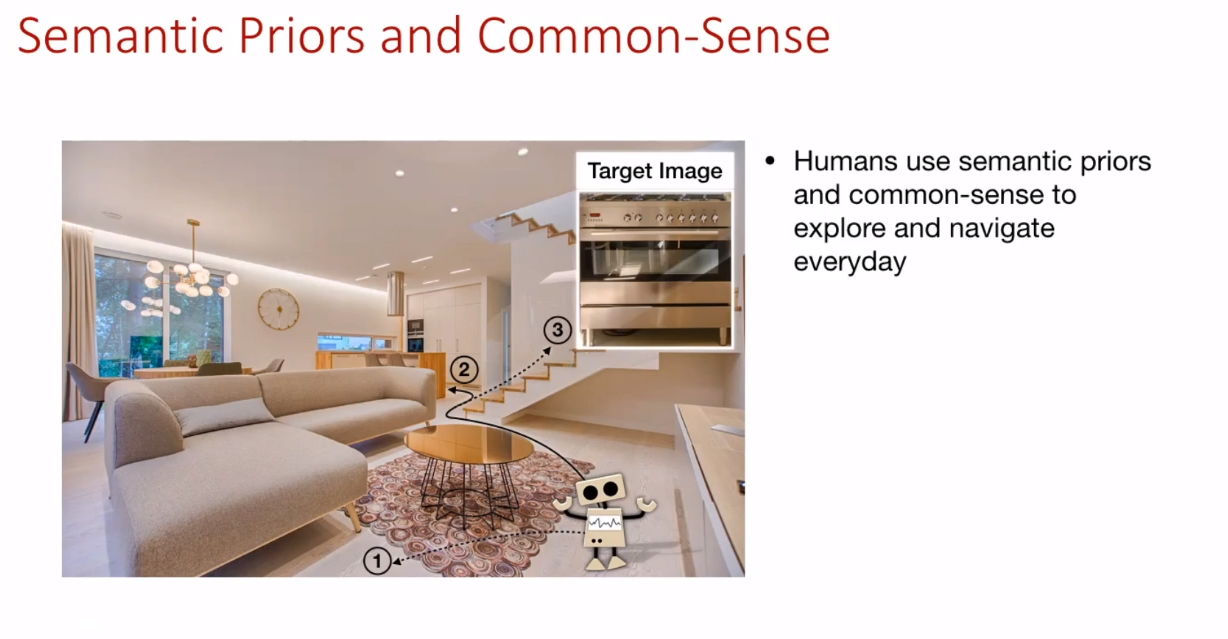 Semantic Priors and Common-Sense
Target Image
• Humans use semantic priors
and common-sense to
explore and navigate
everyday
3
2
1